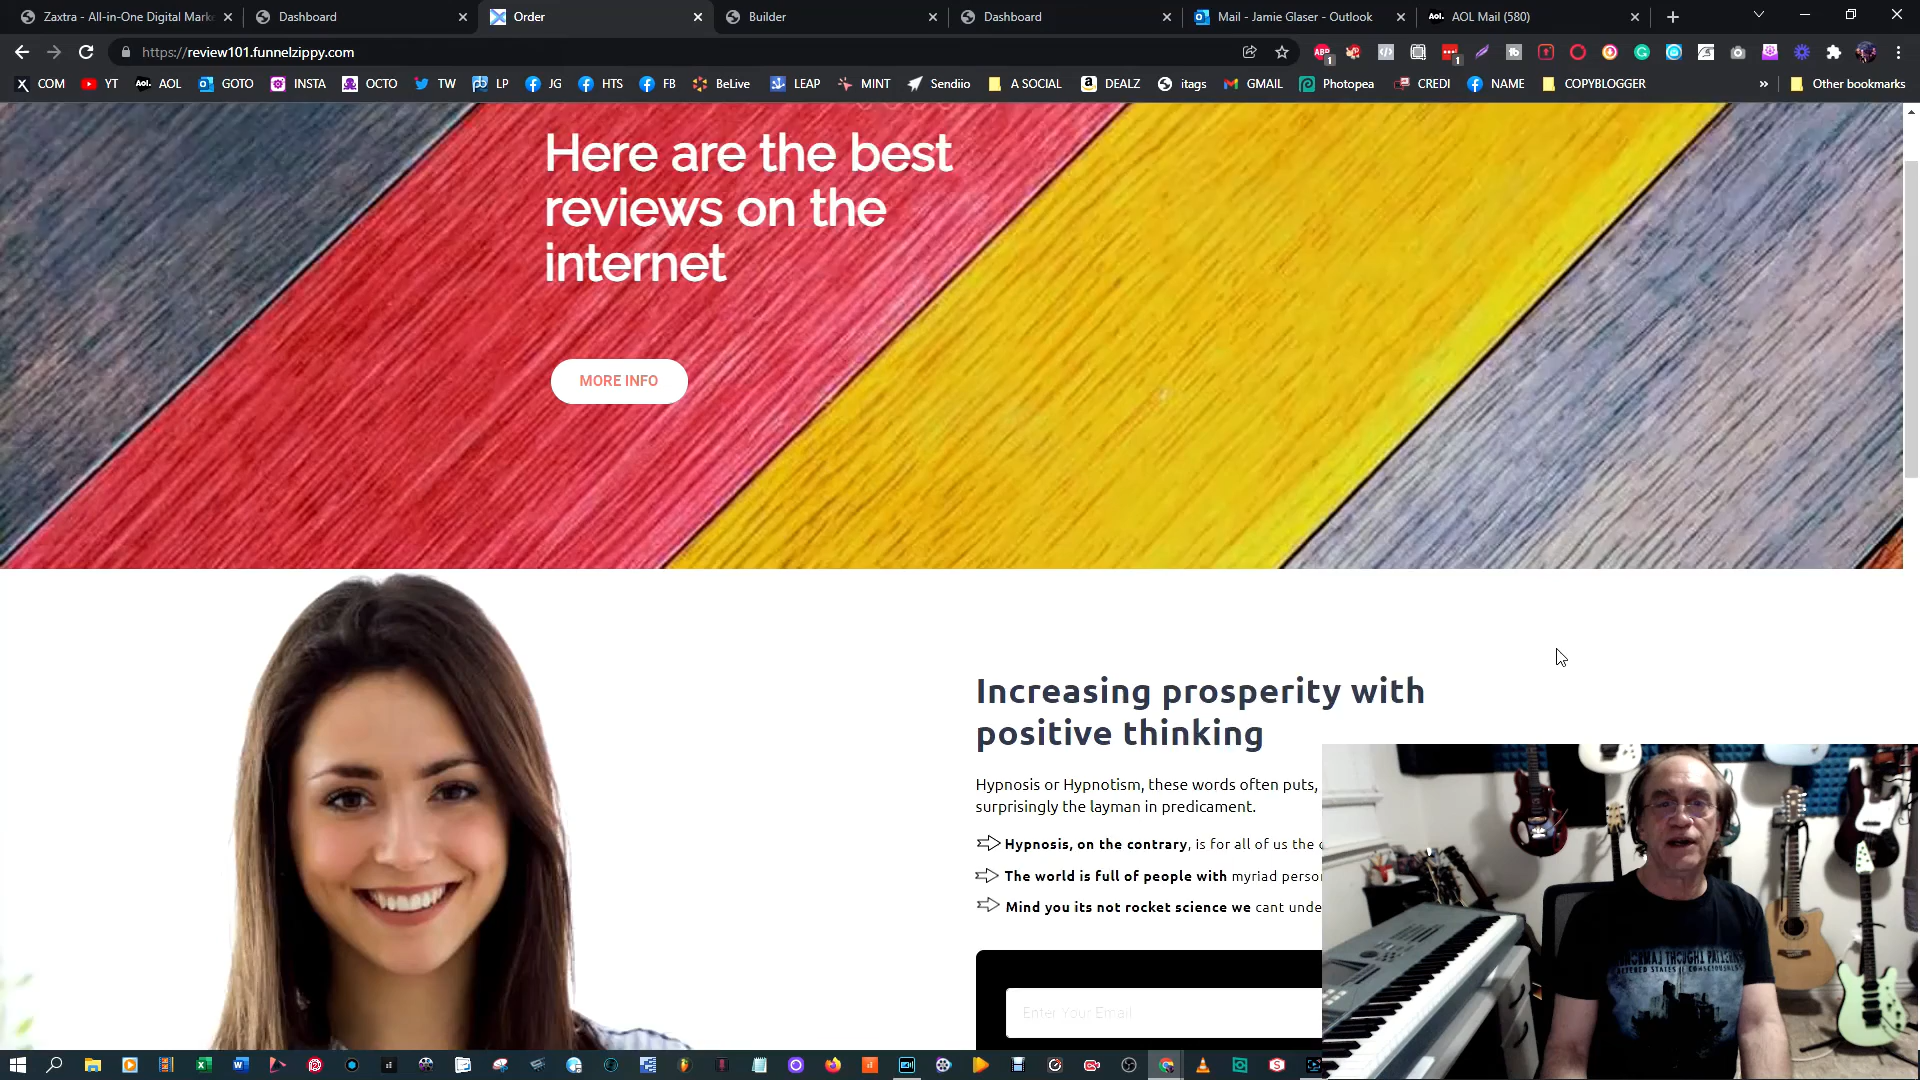 Zaxtra - All-in-One Digital Mark
Dashboard
Order
Builder
Dashboard
Mail - Jamie Glaser - Outlook
AOL Mail (580)
https://review101.funnelzippy.com
COM YT AOL GOTO INSTA OCTO TW LP JG HTS FB BeLive LEAP MINT Sendiio A SOCIAL DEALZ itags GMAIL Photopea CREDI NAME COPYBLOGGER » Other bookmarks
Here are the best
reviews on the
internet
MORE INFO
Increasing prosperity with
positive thinking
Hypnosis or Hypnotism, these words often puts,
surprisingly the layman in predicament.
Hypnosis, on the contrary, is for all of us the
The world is full of people with myriad perso
Mind you its not rocket science we cant unde
Enter Your Email